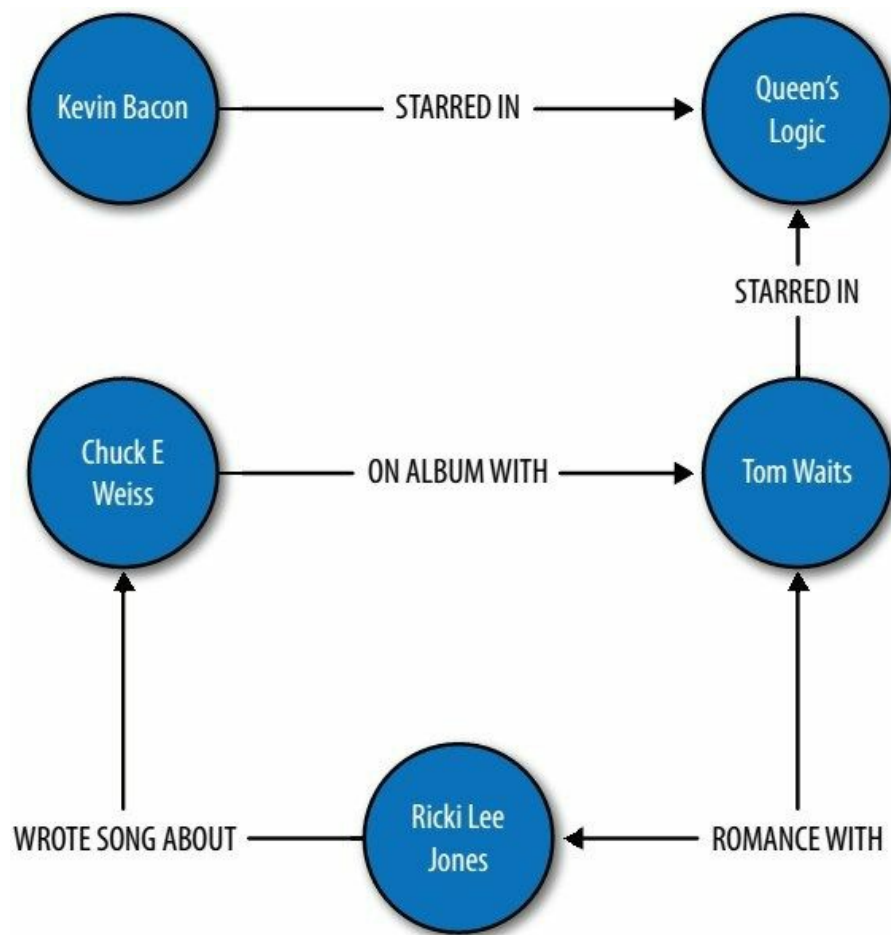 Kevin Bacon
STARRED IN
Queen's
Logic
STARRED IN
Chuck E
Weiss
ON ALBUM WITH
Tom Waits
WROTE SONG ABOUT
Ricki Lee
Jones
ROMANCE WITH